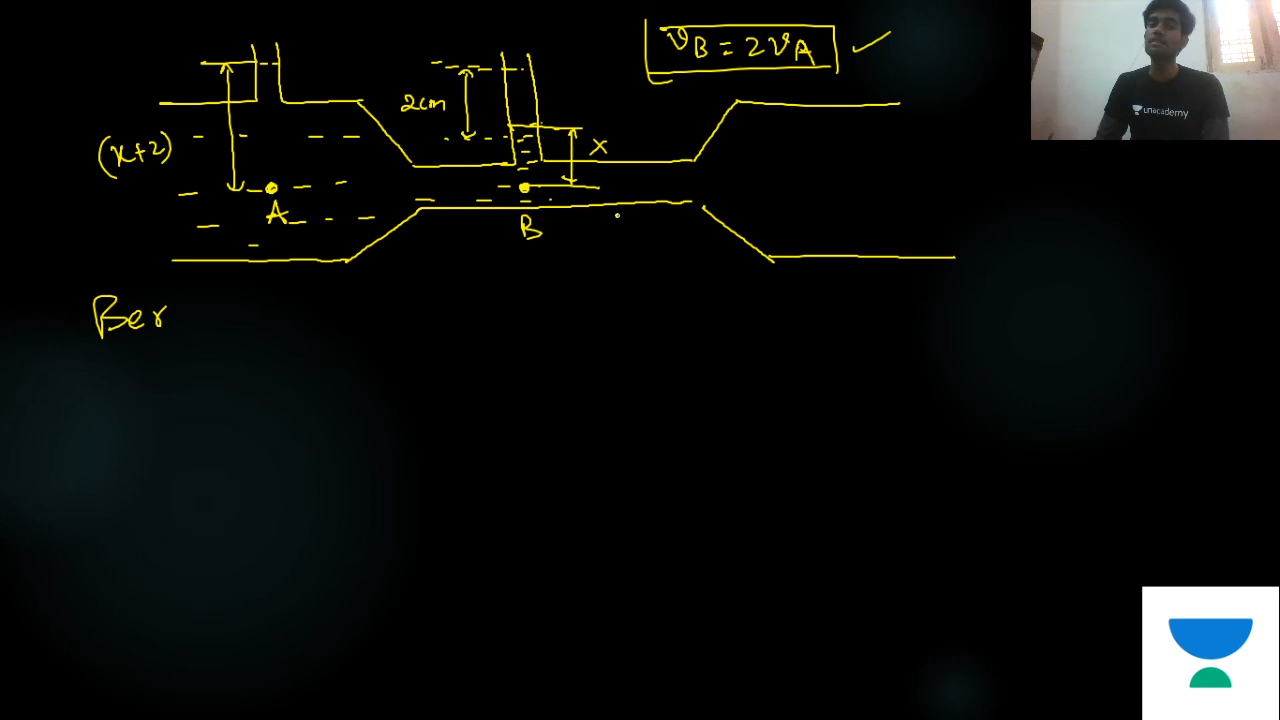 𝑣B = 2𝑣A
2cm
(x+2)
x
A
B
Ber
unacademy